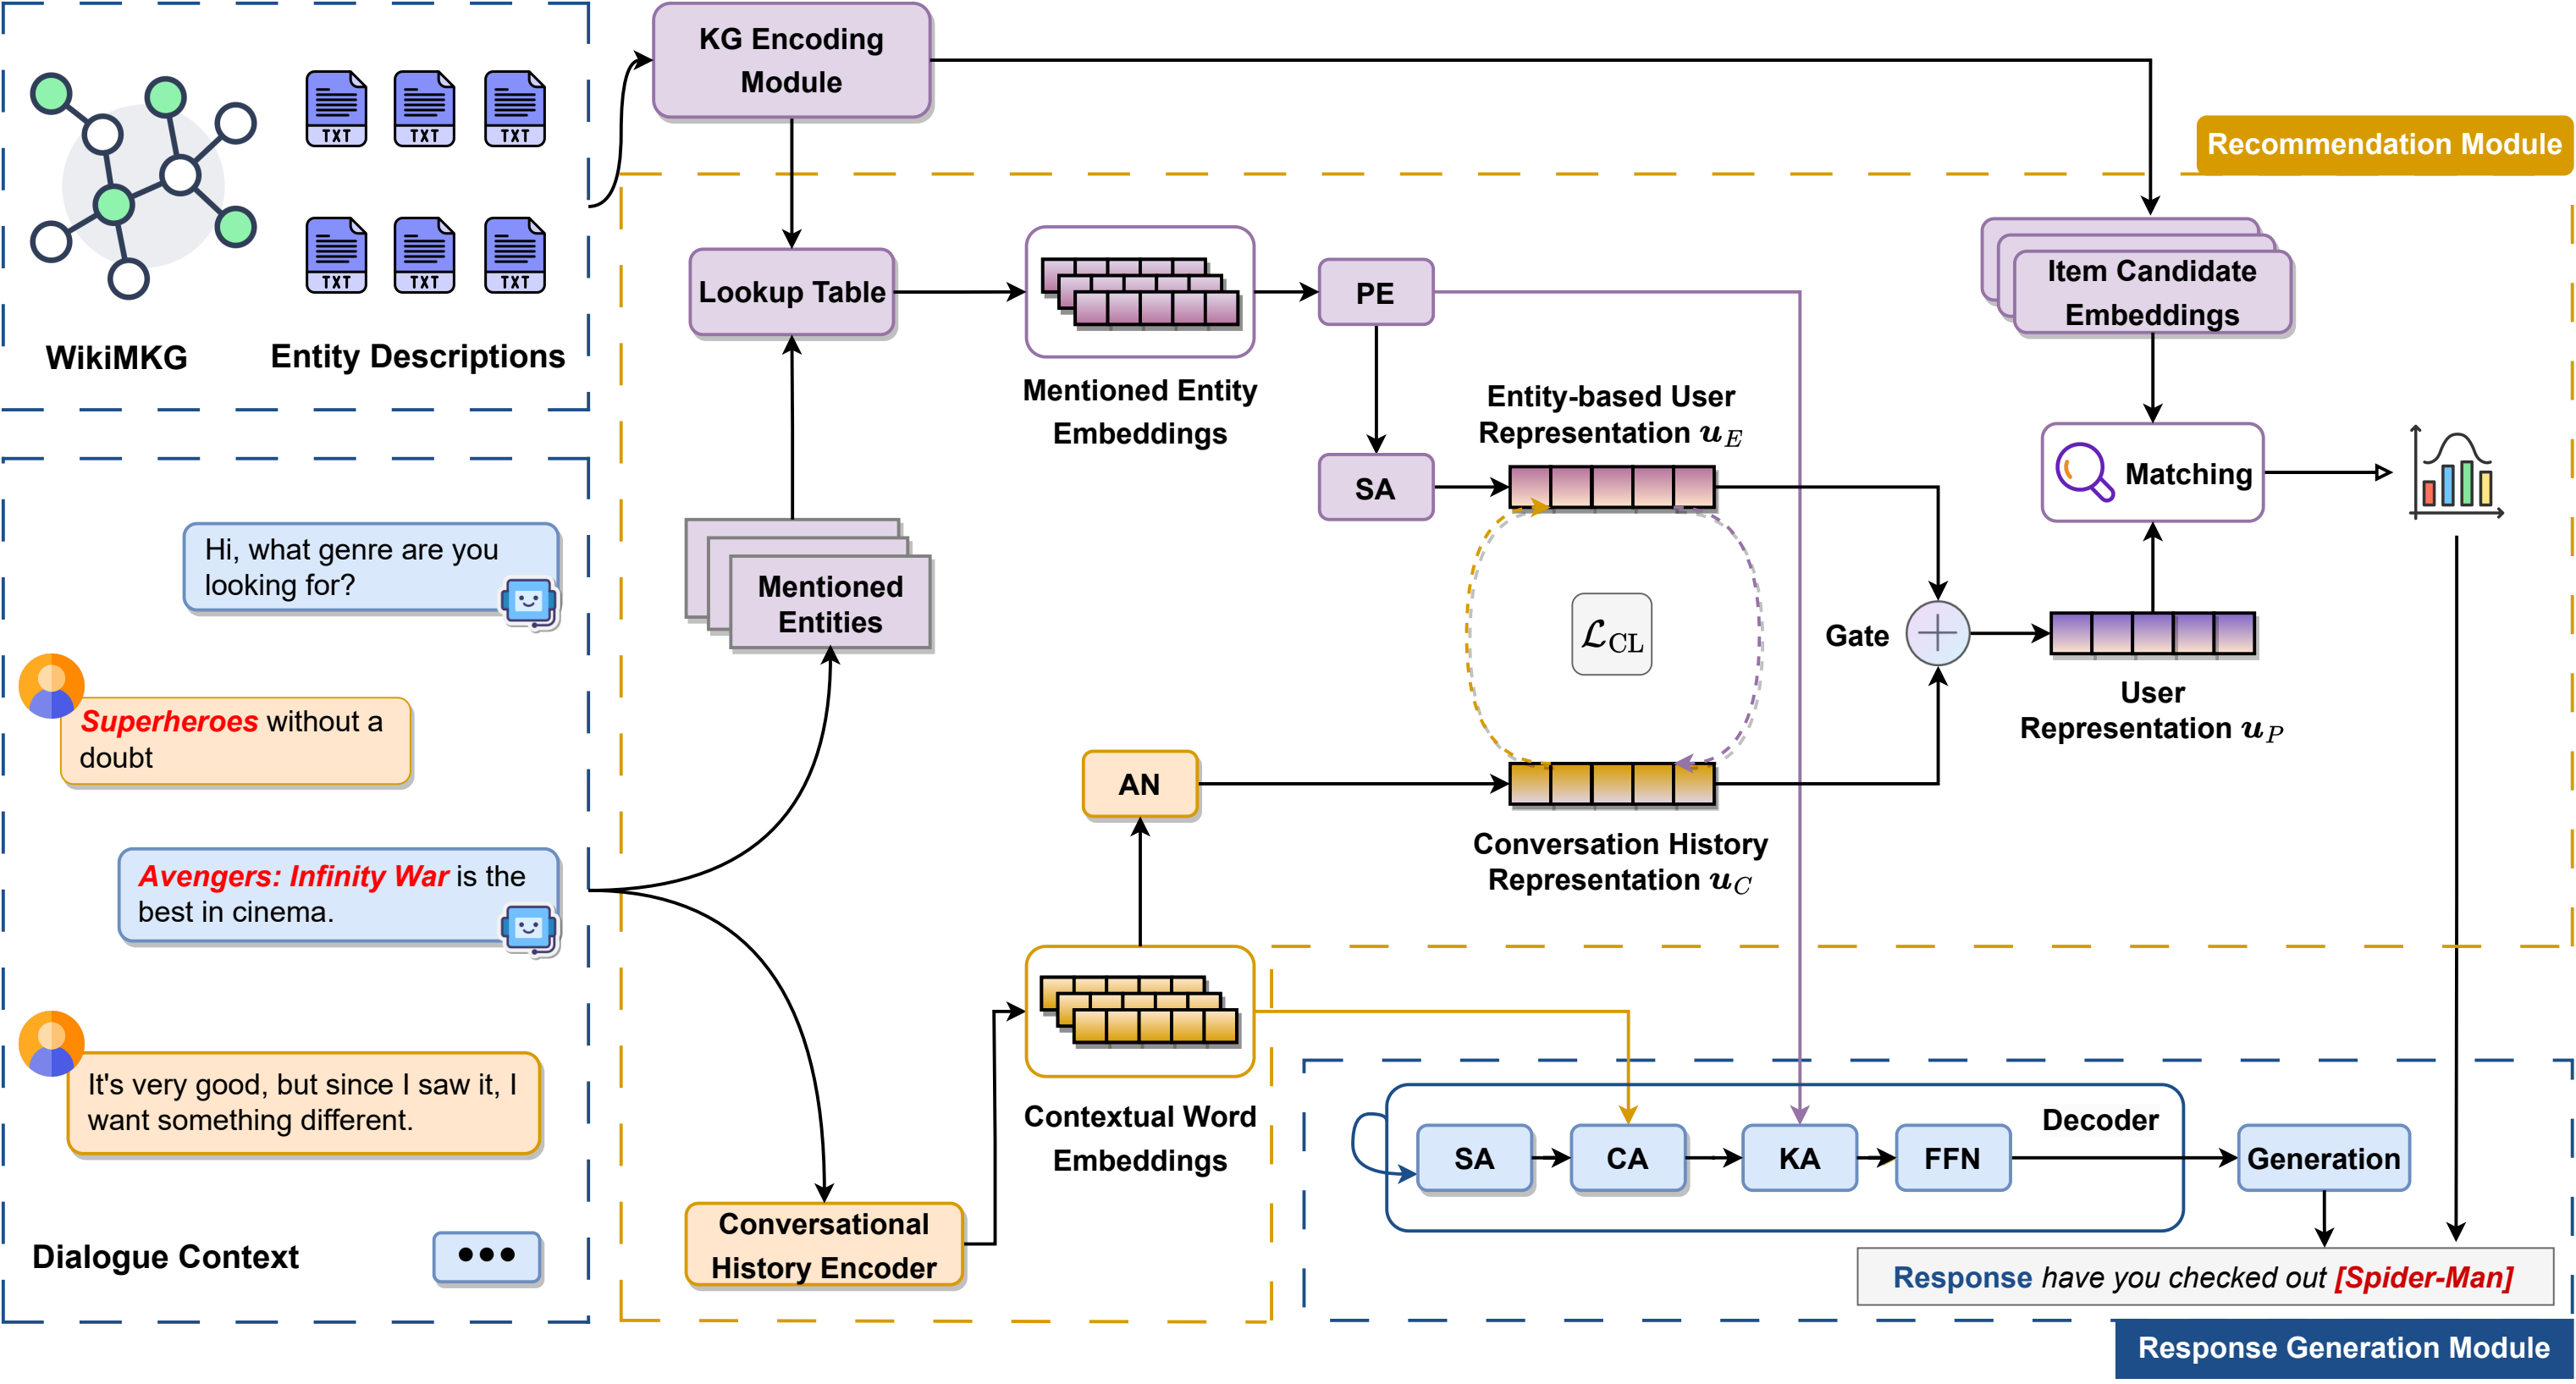 TXT TXT TXT
TXT TXT TXT
WikiMKG
Entity Descriptions
Hi, what genre are you
looking for?
Superheroes without a
doubt
Avengers: Infinity War is the
best in cinema.
It's very good, but since I saw it, I
want something different.
Dialogue Context
•••
KG Encoding
Module
Recommendation Module
Lookup Table
Mentioned Entity
Embeddings
PE
SA
Entity-based User
Representation u_E
Item Candidate
Embeddings
Matching
Mentioned
Entities
ℒ_CL
Gate
User
Representation u_P
AN
Conversation History
Representation u_C
Contextual Word
Embeddings
Conversational
History Encoder
Decoder
SA
CA
KA
FFN
Generation
Response have you checked out [Spider-Man]
Response Generation Module